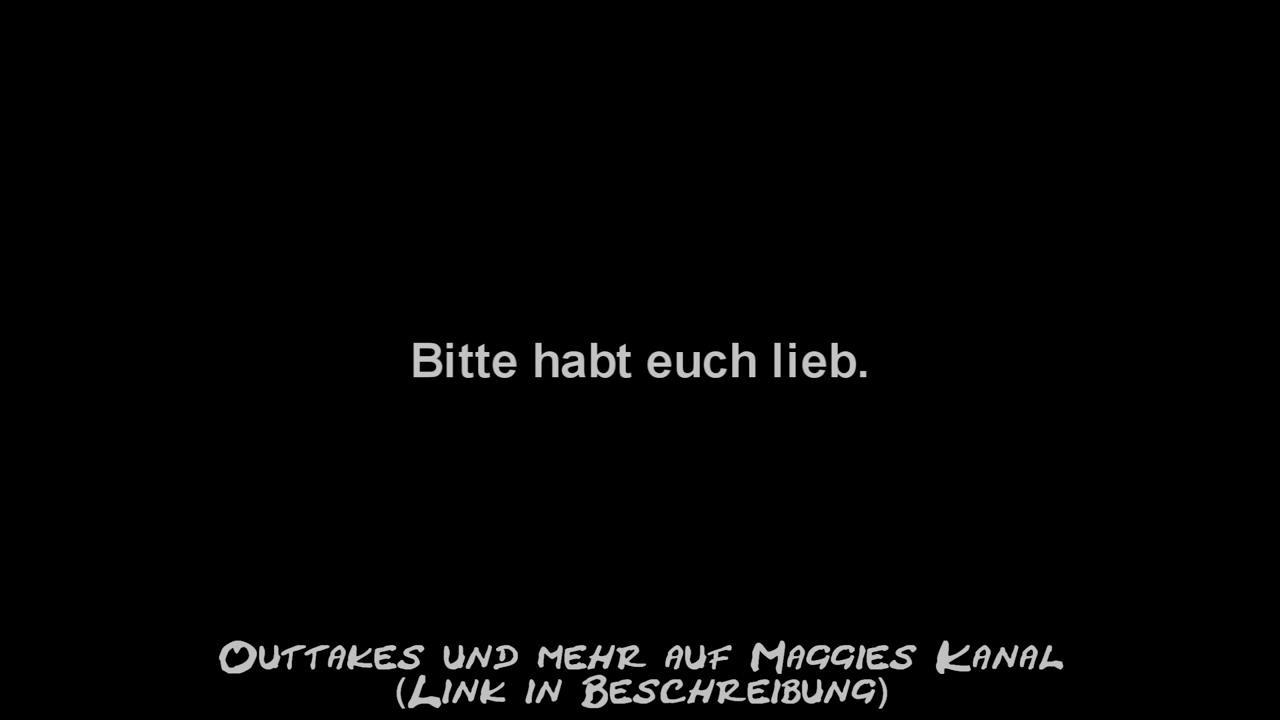 Bitte habt euch lieb.
Outtakes und mehr auf Maggies Kanal
(Link in Beschreibung)